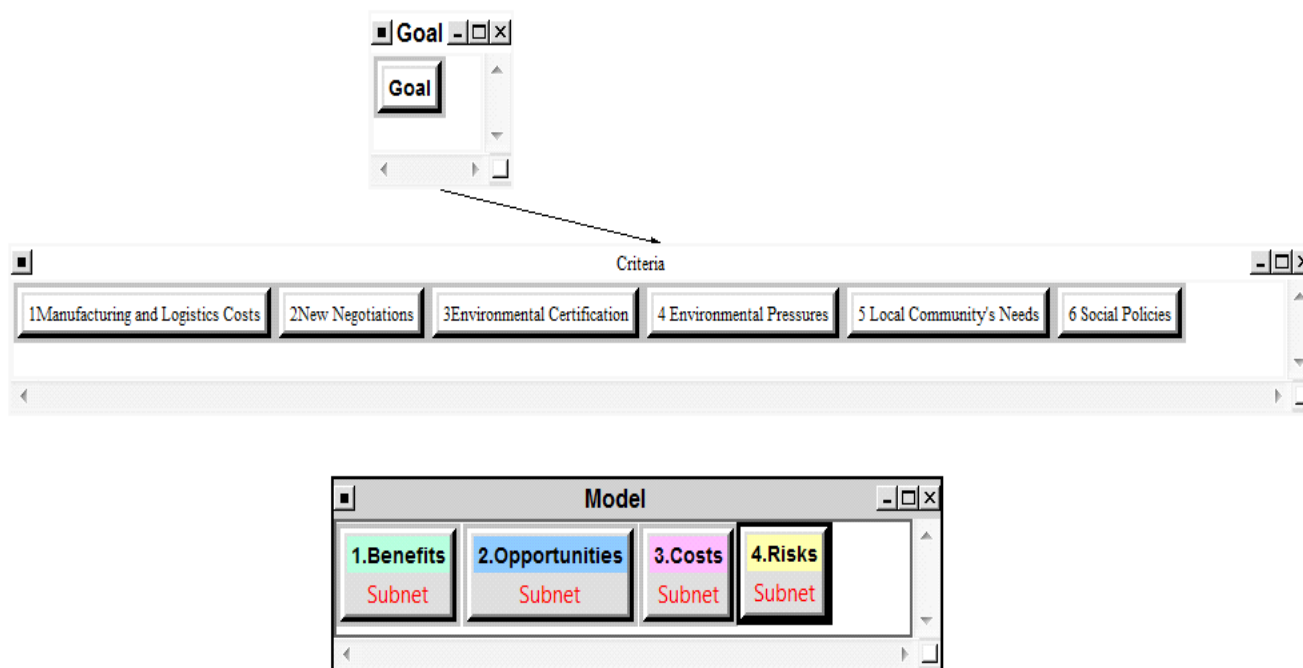 Goal
Goal
Criteria
1Manufacturing and Logistics Costs
2New Negotiations
3Environmental Certification
4 Environmental Pressures
5 Local Community's Needs
6 Social Policies
Model
1.Benefits
Subnet
2.Opportunities
Subnet
3.Costs
Subnet
4.Risks
Subnet